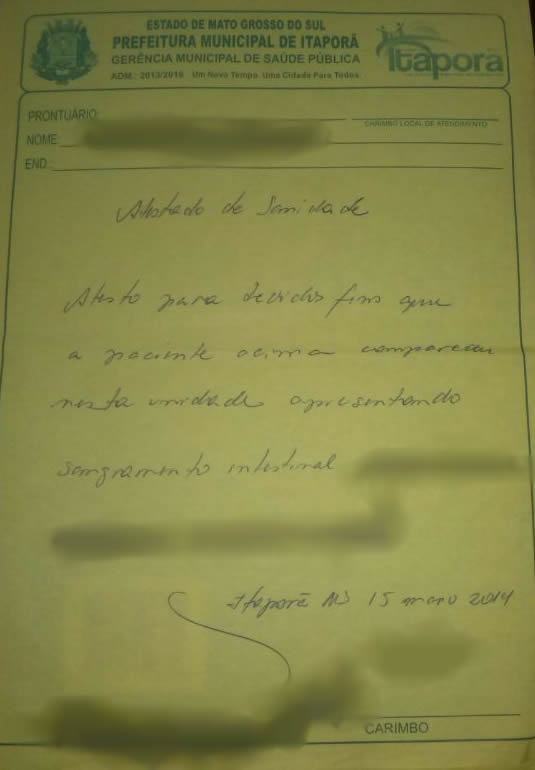 ESTADO DE MATO GROSSO DO SUL
PREFEITURA MUNICIPAL DE ITAPORÃ
GERÊNCIA MUNICIPAL DE SAÚDE PÚBLICA
ADM.: 2013/2016 Um Novo Tempo. Uma Cidade Para Todos
Itaporã
PRONTUÁRIO:
CARIMBO LOCAL DE ATENDIMENTO
NOME:
END.:
Atestado de Sanidade
Atesto para devidos fins que
a paciente acima compareceu
nesta unidade apresentando
sangramento intestinal
Itaporã MS 15 maio 2014
CARIMBO